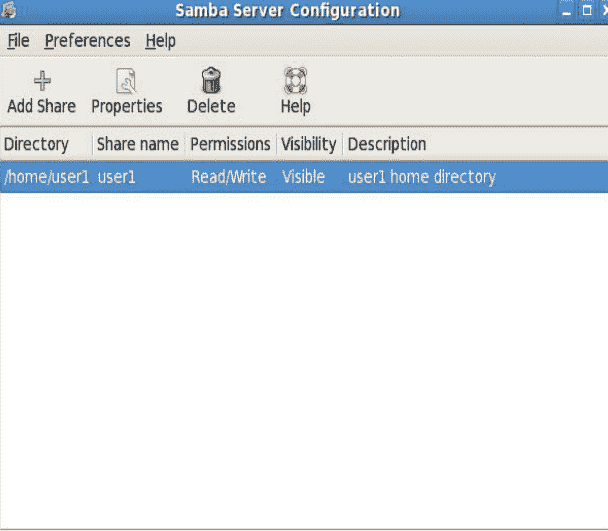 Samba Server Configuration
File Preferences Help
Add Share Properties Delete Help
Directory Share name Permissions Visibility Description
/home/user1 user1 Read/Write Visible user1 home directory